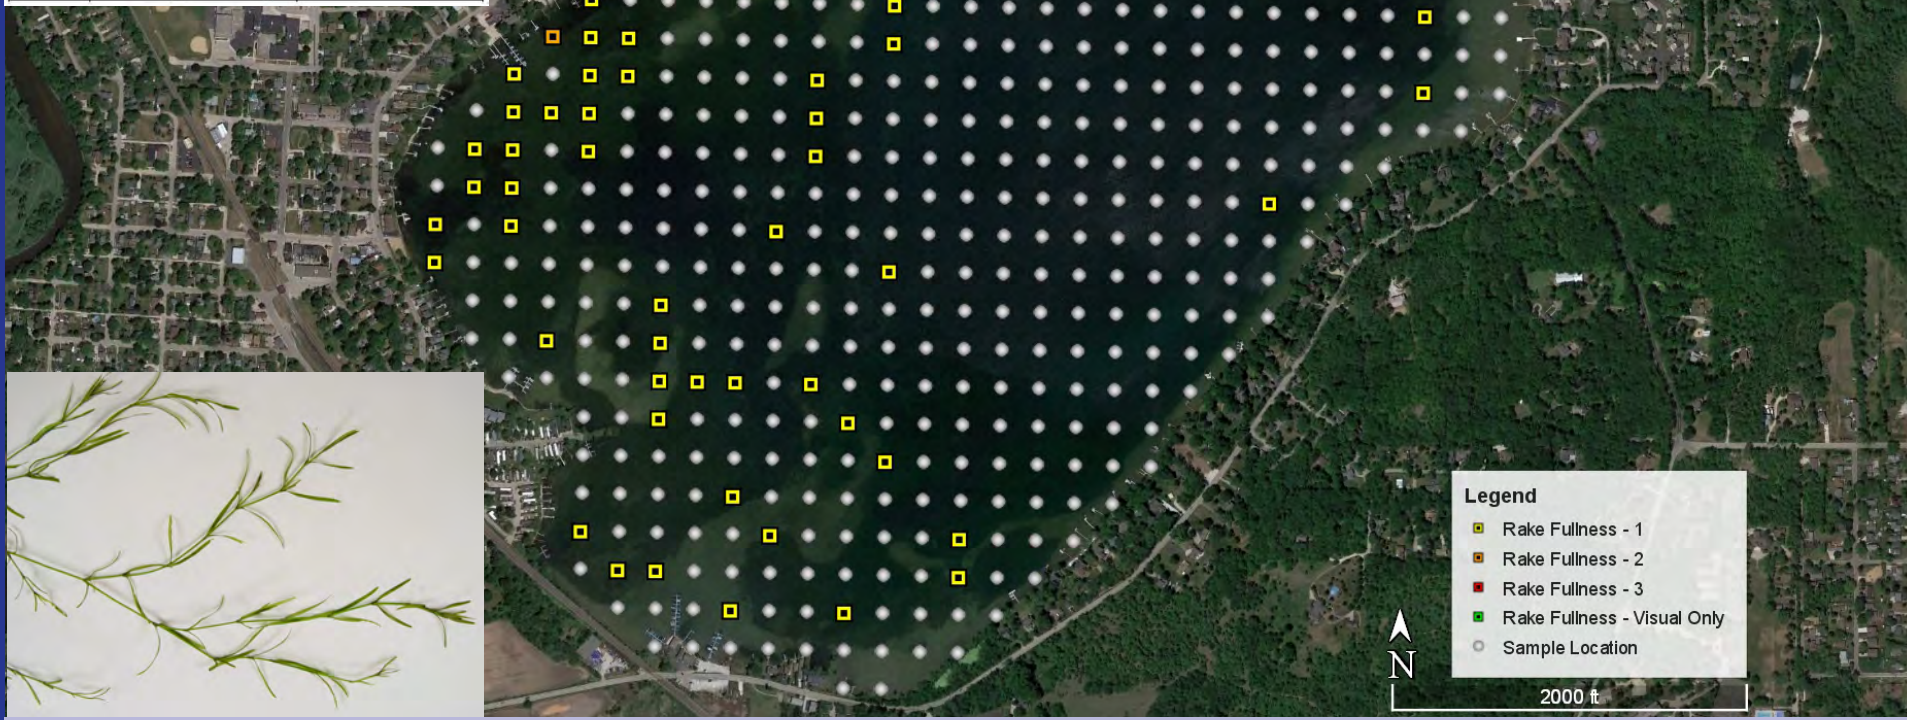 Legend
Rake Fullness - 1
Rake Fullness - 2
Rake Fullness - 3
Rake Fullness - Visual Only
Sample Location
N
2000 ft